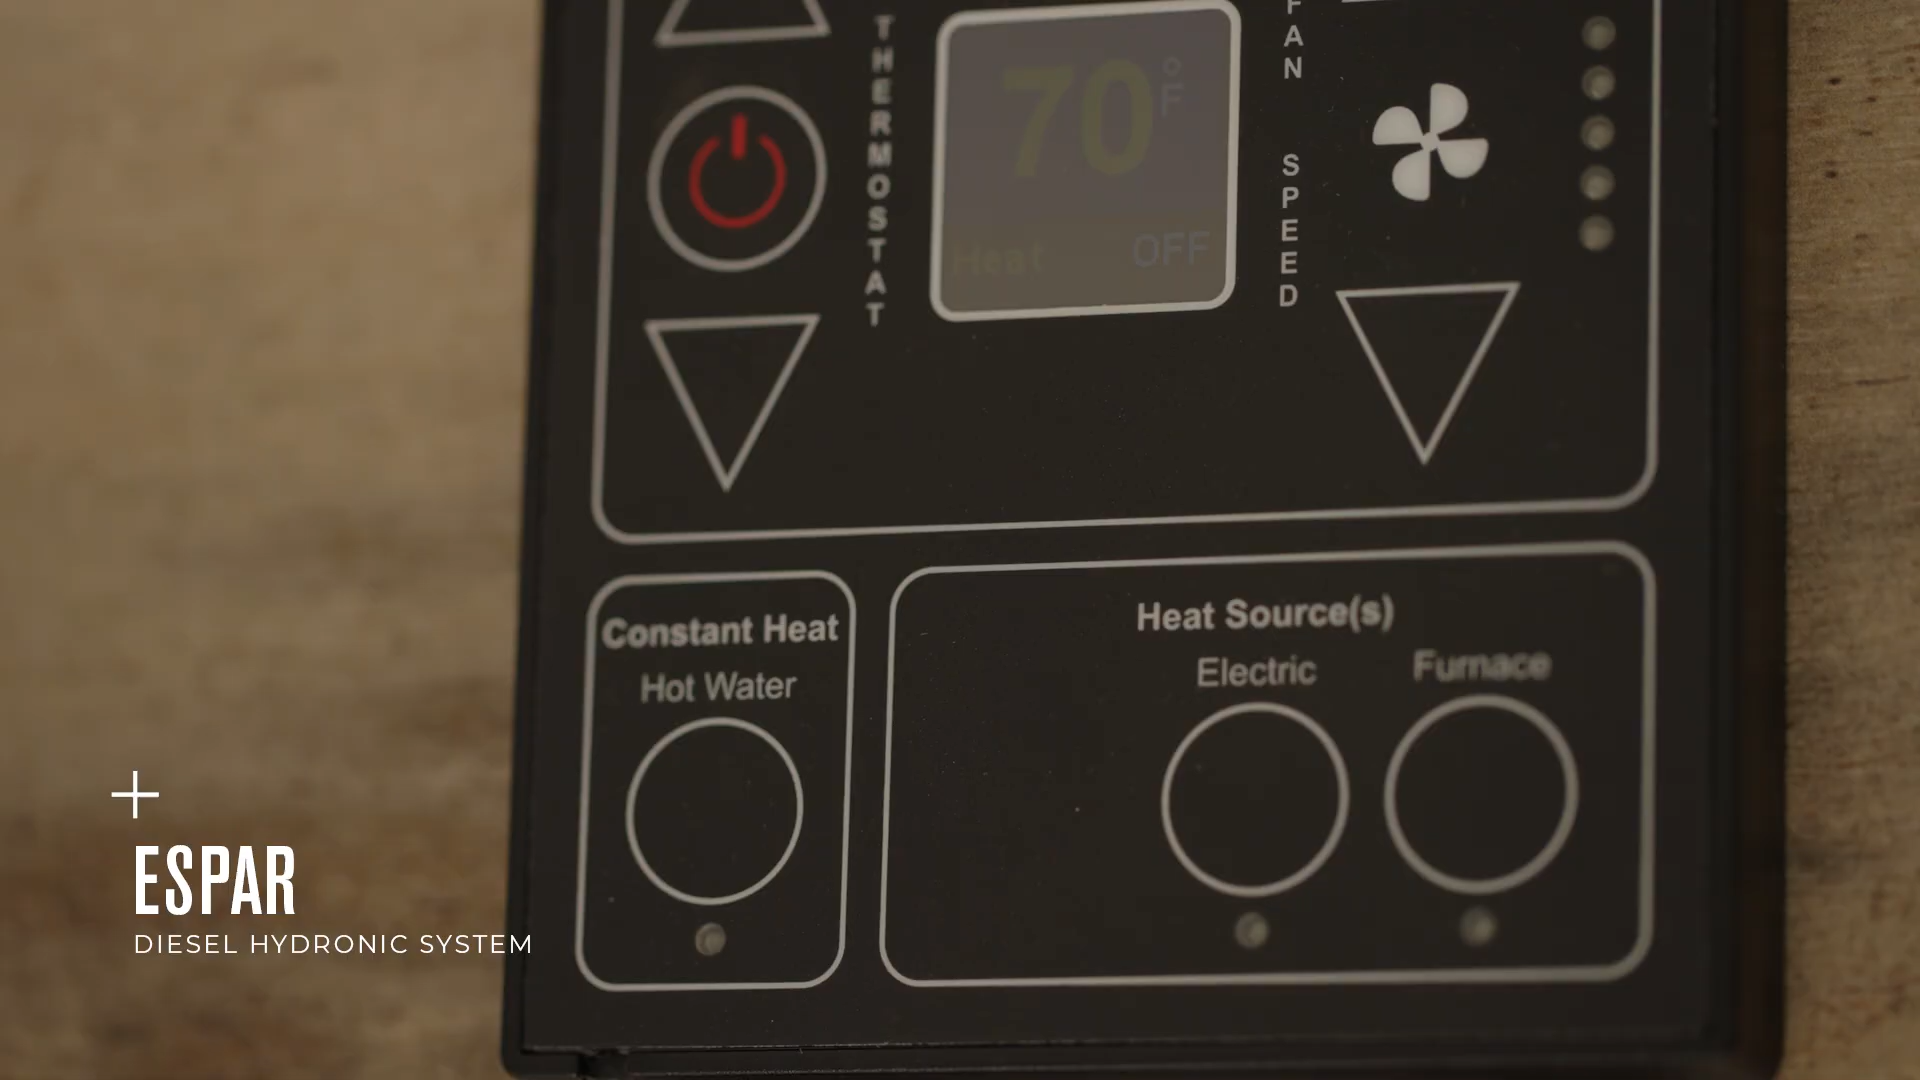 THERMOSTAT
70°F
Heat OFF
FAN SPEED
Constant Heat
Hot Water
Heat Source(s)
Electric Furnace
ESPAR
DIESEL HYDRONIC SYSTEM